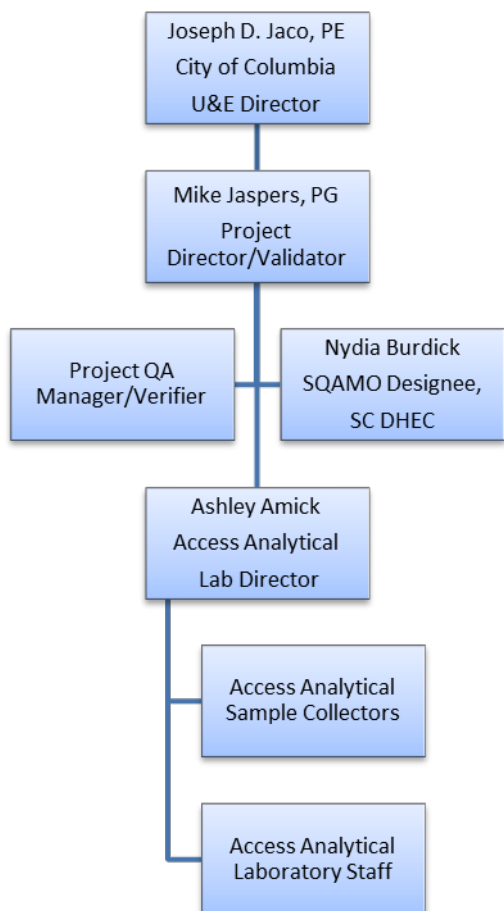 Joseph D. Jaco, PE
City of Columbia
U&E Director
Mike Jaspers, PG
Project
Director/Validator
Project QA
Manager/Verifier
Nydia Burdick
SQAMO Designee,
SC DHEC
Ashley Amick
Access Analytical
Lab Director
Access Analytical
Sample Collectors
Access Analytical
Laboratory Staff